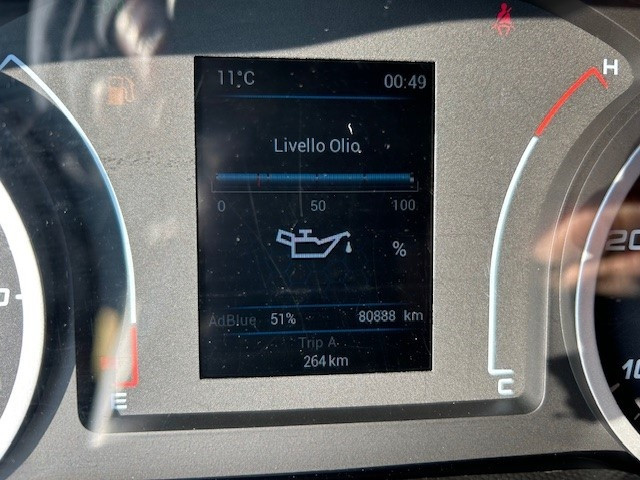 11°C 00:49
H
Livello Olio
0 50 100
%
AdBlue 51% 80888 km
Trip A
264 km
E C